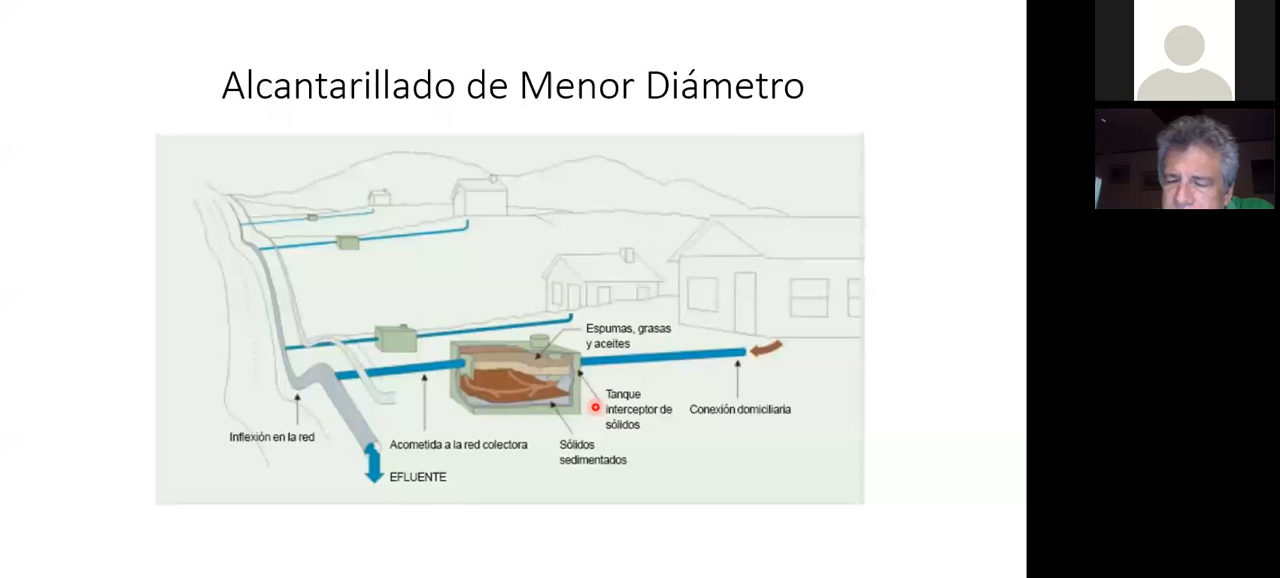 Alcantarillado de Menor Diámetro
Espumas, grasas
y aceites
Tanque
interceptor de
sólidos
Conexión domiciliaria
Inflexión en la red
Acometida a la red colectora
Sólidos
sedimentados
EFLUENTE